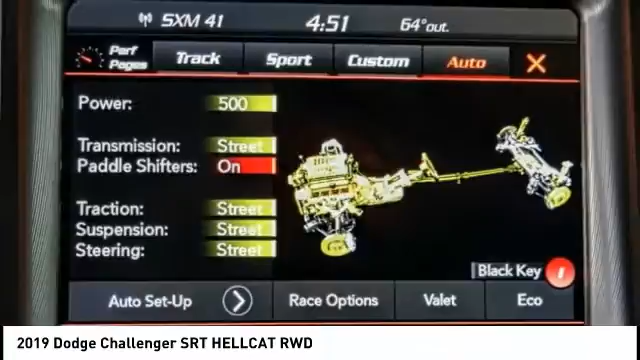 SXM 41 4:51 64°out.
Perf Pages Track Sport Custom Auto X
Power: 500
Transmission: Street
Paddle Shifters: On
Traction: Street
Suspension: Street
Steering: Street
Black Key
Auto Set-Up Race Options Valet Eco
2019 Dodge Challenger SRT HELLCAT RWD